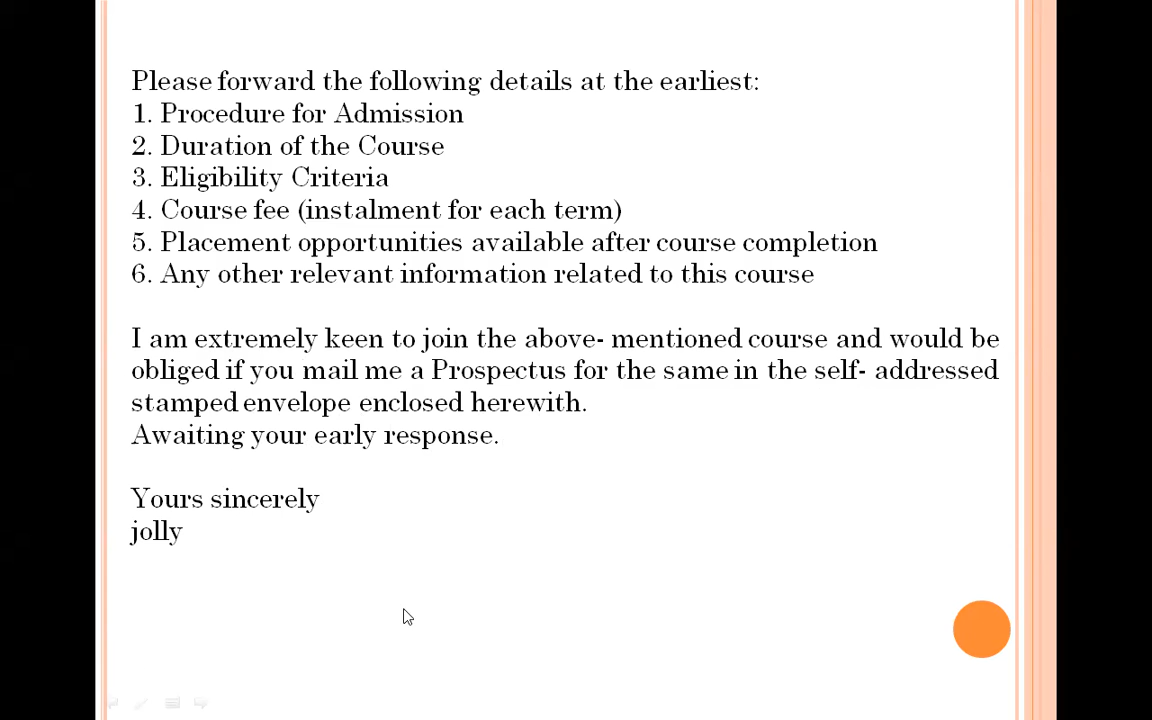 Please forward the following details at the earliest:
1. Procedure for Admission
2. Duration of the Course
3. Eligibility Criteria
4. Course fee (instalment for each term)
5. Placement opportunities available after course completion
6. Any other relevant information related to this course
I am extremely keen to join the above- mentioned course and would be
obliged if you mail me a Prospectus for the same in the self- addressed
stamped envelope enclosed herewith.
Awaiting your early response.
Yours sincerely
jolly